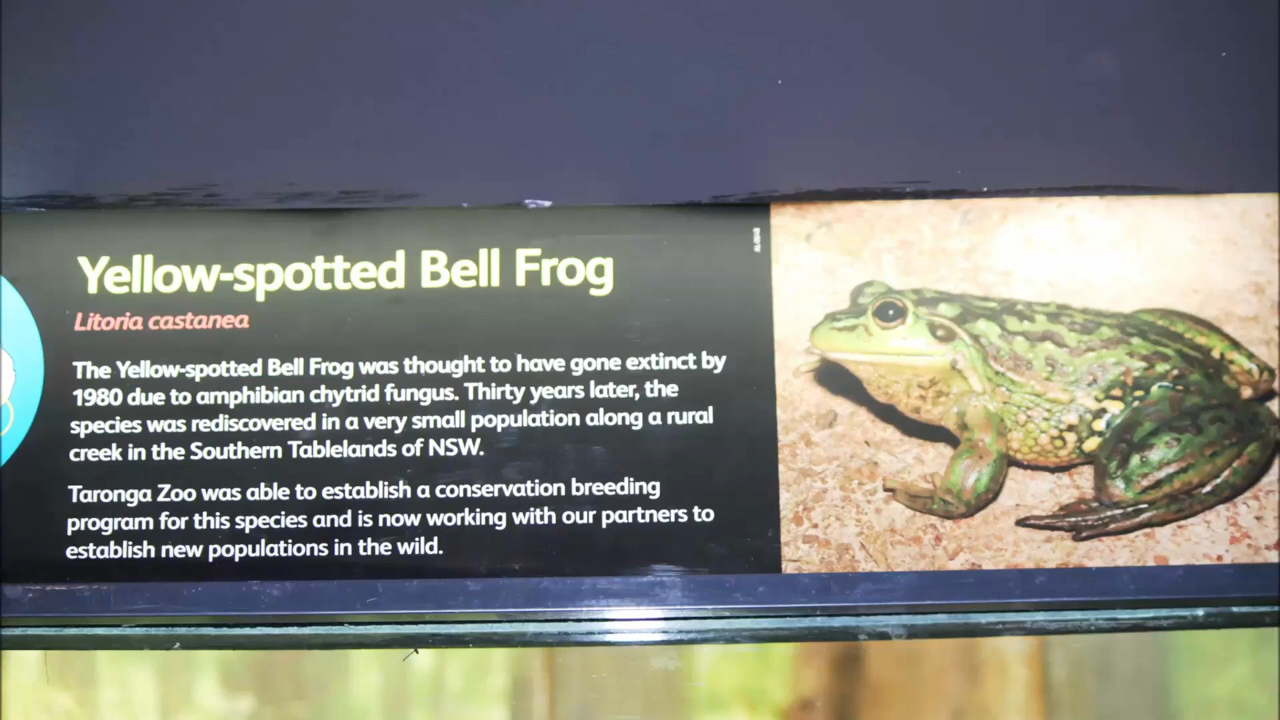 Yellow-spotted Bell Frog
Litoria castanea
The Yellow-spotted Bell Frog was thought to have gone extinct by
1980 due to amphibian chytrid fungus. Thirty years later, the
species was rediscovered in a very small population along a rural
creek in the Southern Tablelands of NSW.
Taronga Zoo was able to establish a conservation breeding
program for this species and is now working with our partners to
establish new populations in the wild.